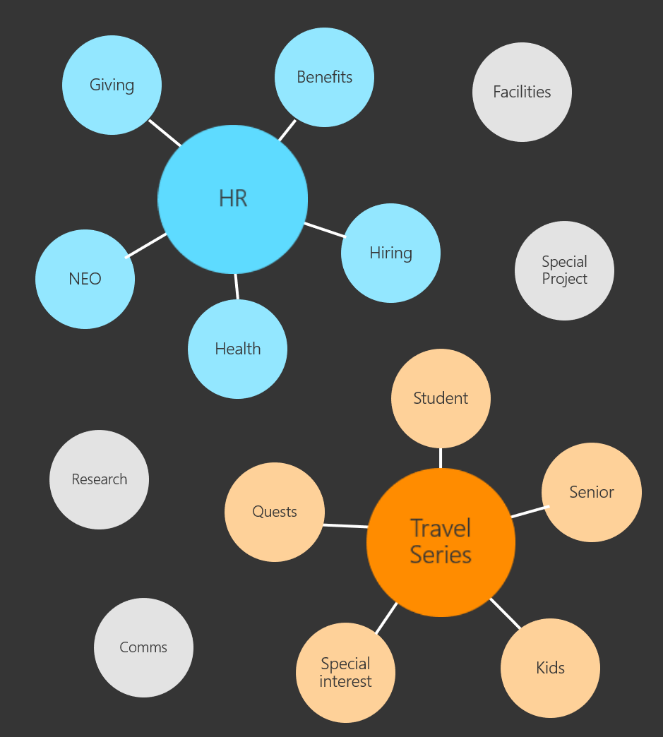 Giving
Benefits
Facilities
HR
Hiring
NEO
Special
Project
Health
Student
Research
Senior
Quests
Travel
Series
Comms
Special
interest
Kids